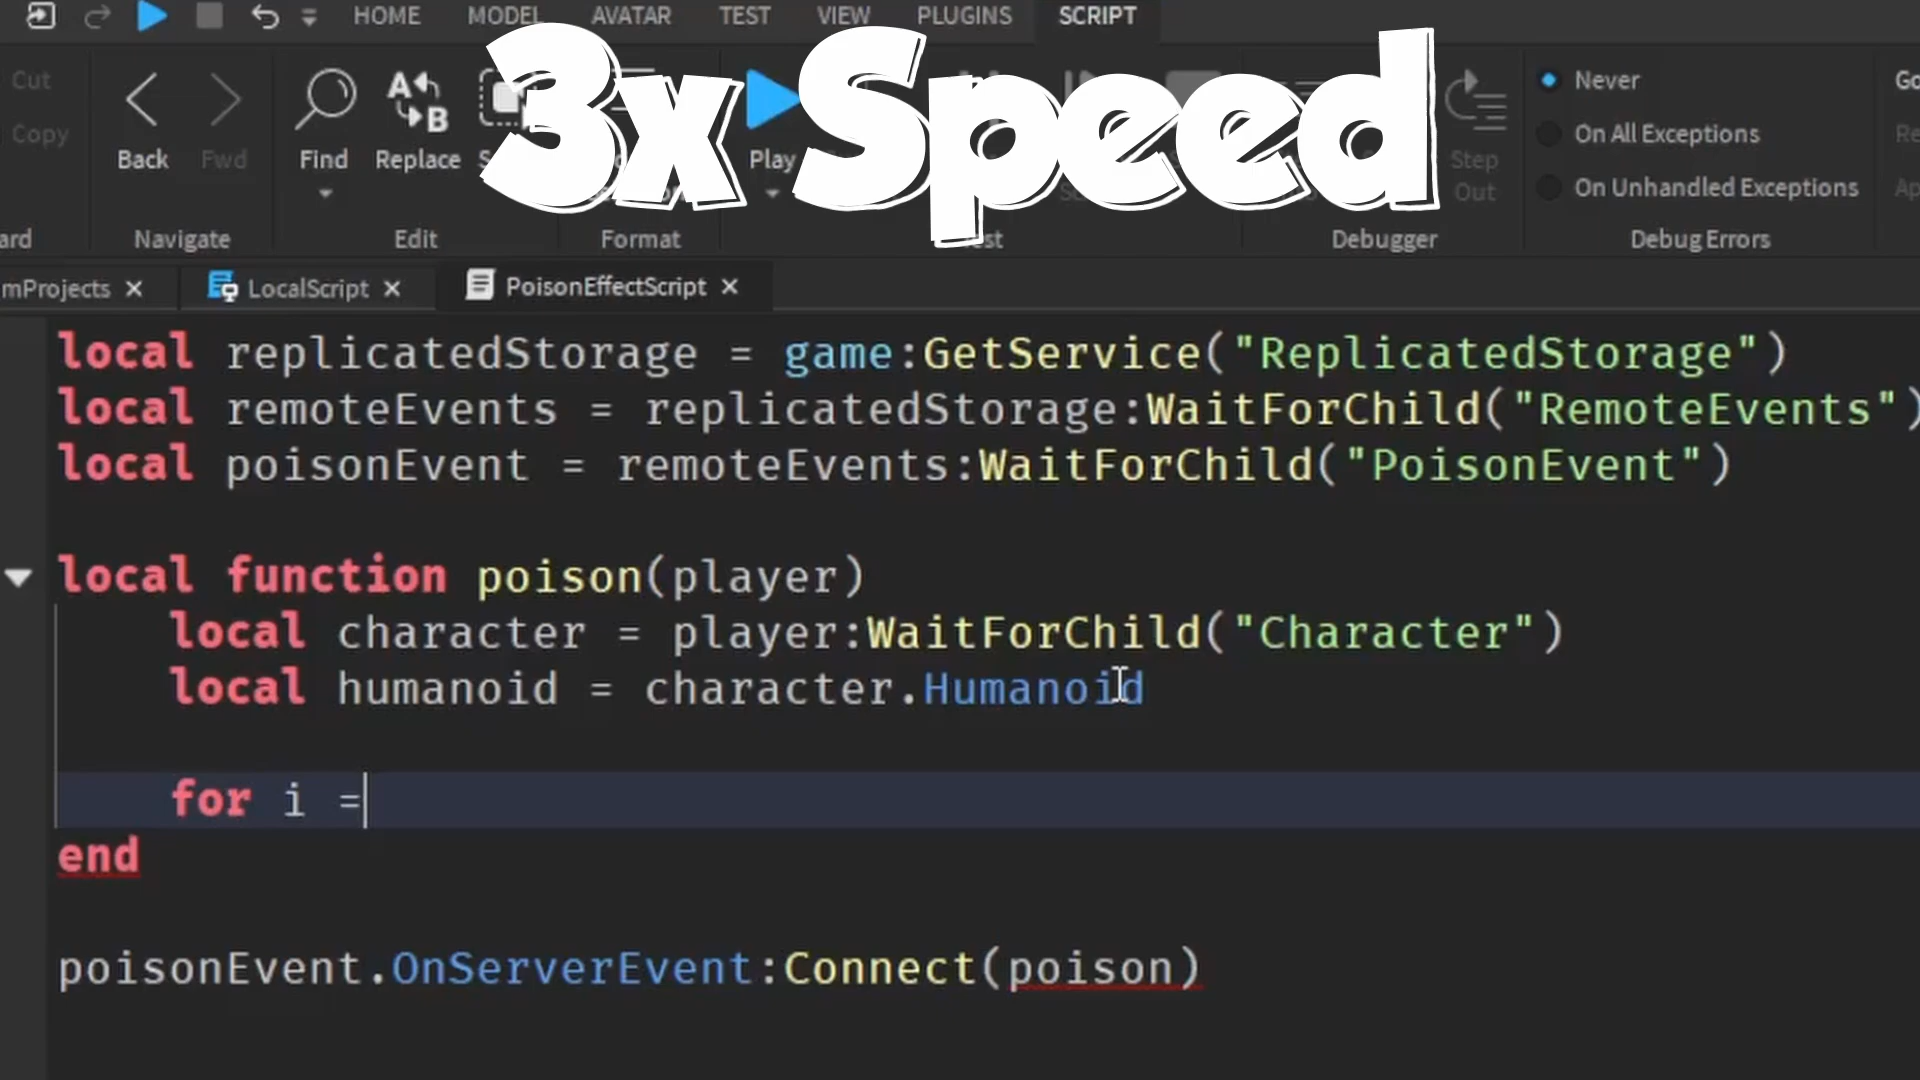 HOME MODEL AVATAR TEST VIEW PLUGINS SCRIPT
3x Speed
Cut
Copy
Back Fwd Find Replace Play Step Out
Never
On All Exceptions
On Unhandled Exceptions
Navigate Edit Format Debugger Debug Errors
mProjects LocalScript PoisonEffectScript
local replicatedStorage = game:GetService("ReplicatedStorage")
local remoteEvents = replicatedStorage:WaitForChild("RemoteEvents")
local poisonEvent = remoteEvents:WaitForChild("PoisonEvent")
local function poison(player)
local character = player:WaitForChild("Character")
local humanoid = character.Humanoid
for i =
end
poisonEvent.OnServerEvent:Connect(poison)